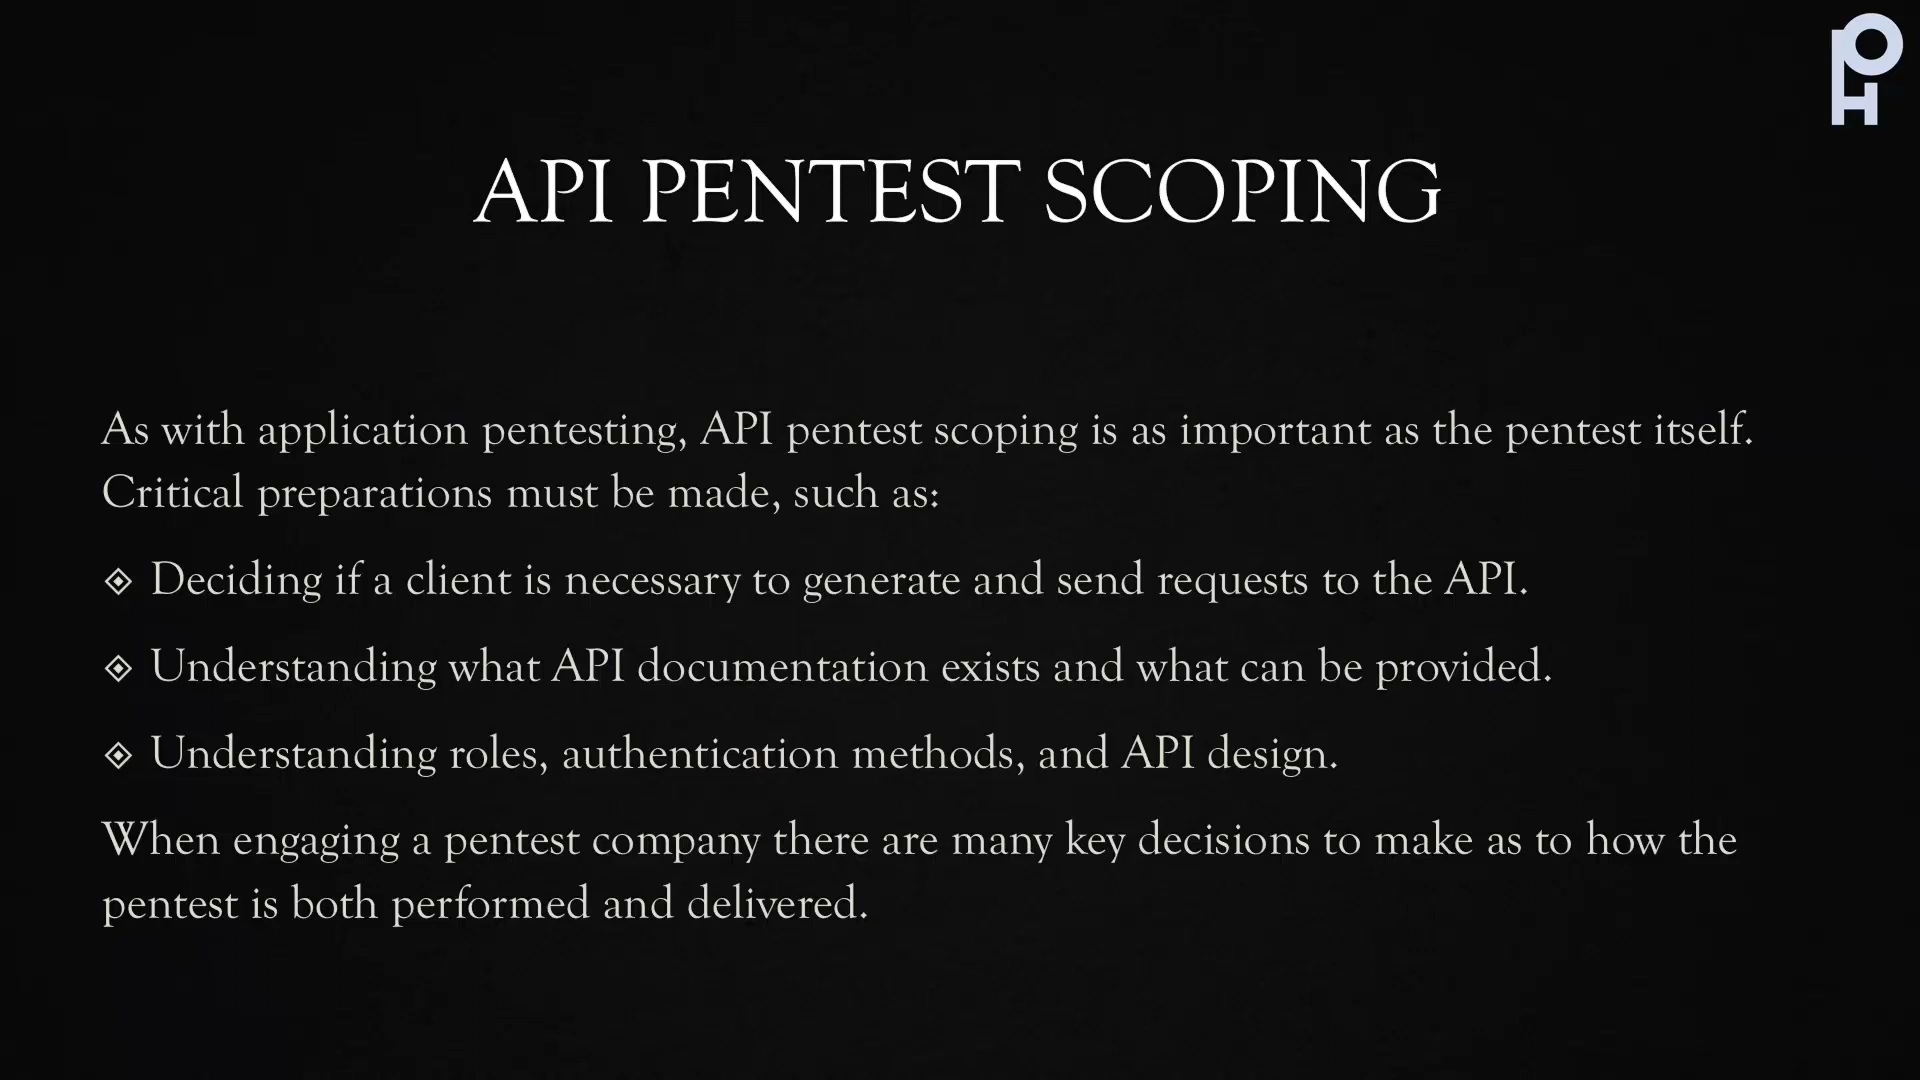 API PENTEST SCOPING
As with application pentesting, API pentest scoping is as important as the pentest itself.
Critical preparations must be made, such as:
Deciding if a client is necessary to generate and send requests to the API.
Understanding what API documentation exists and what can be provided.
Understanding roles, authentication methods, and API design.
When engaging a pentest company there are many key decisions to make as to how the
pentest is both performed and delivered.